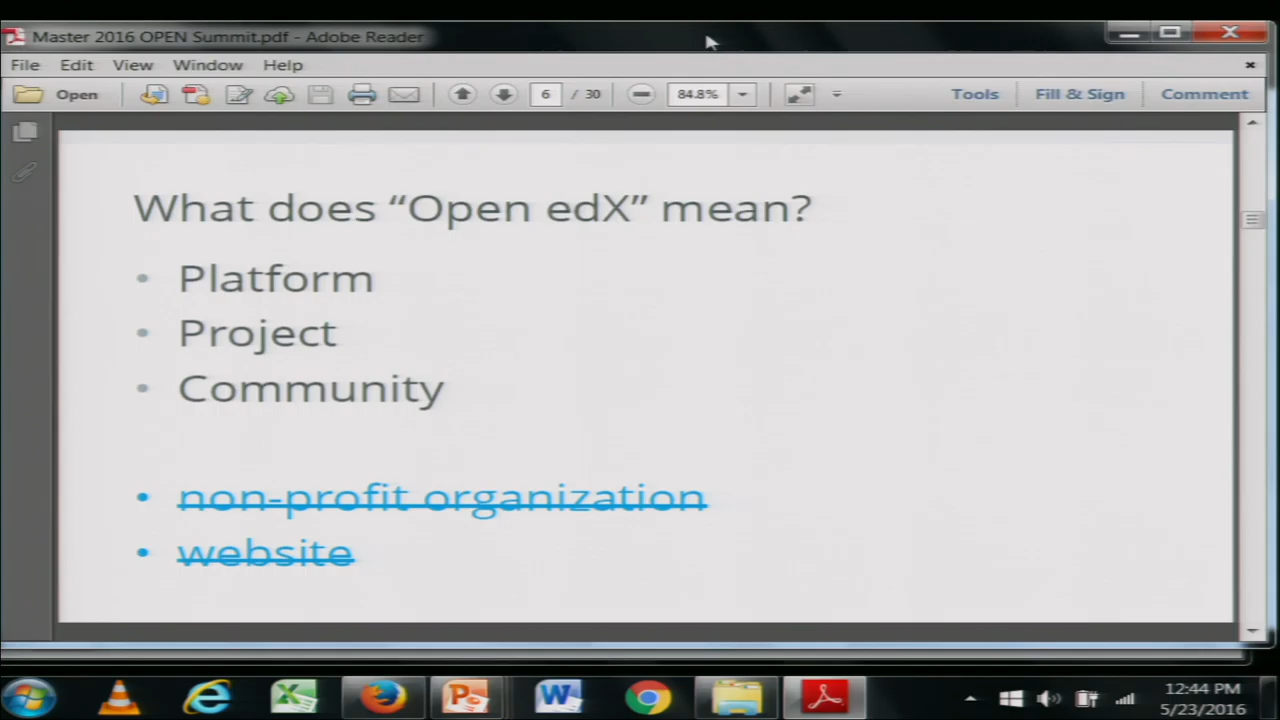 Master 2016 OPEN Summit.pdf - Adobe Reader
File Edit View Window Help
Open 6 / 30 84.8% Tools Fill & Sign Comment
What does “Open edX” mean?
• Platform
• Project
• Community
• non-profit organization
• website
12:44 PM
5/23/2016